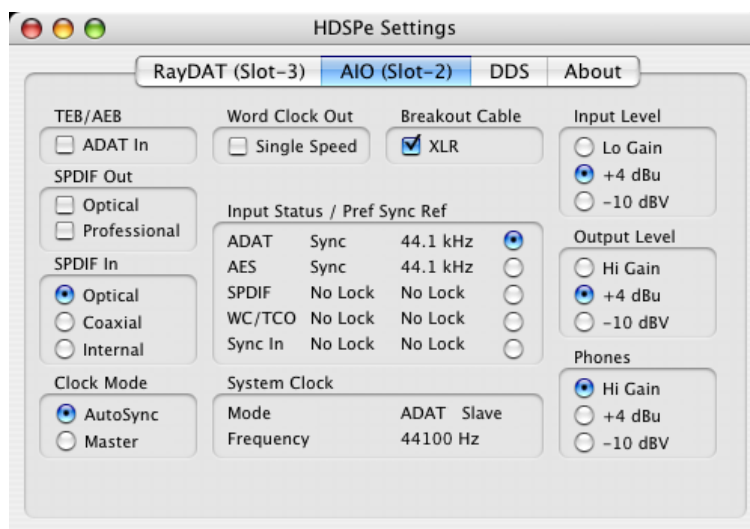 HDSPe Settings
RayDAT (Slot-3) AIO (Slot-2) DDS About
TEB/AEB
ADAT In
SPDIF Out
Optical
Professional
SPDIF In
Optical
Coaxial
Internal
Clock Mode
AutoSync
Master
Word Clock Out
Single Speed
Breakout Cable
XLR
Input Status / Pref Sync Ref
ADAT Sync 44.1 kHz
AES Sync 44.1 kHz
SPDIF No Lock No Lock
WC/TCO No Lock No Lock
Sync In No Lock No Lock
System Clock
Mode ADAT Slave
Frequency 44100 Hz
Input Level
Lo Gain
+4 dBu
-10 dBV
Output Level
Hi Gain
+4 dBu
-10 dBV
Phones
Hi Gain
+4 dBu
-10 dBV